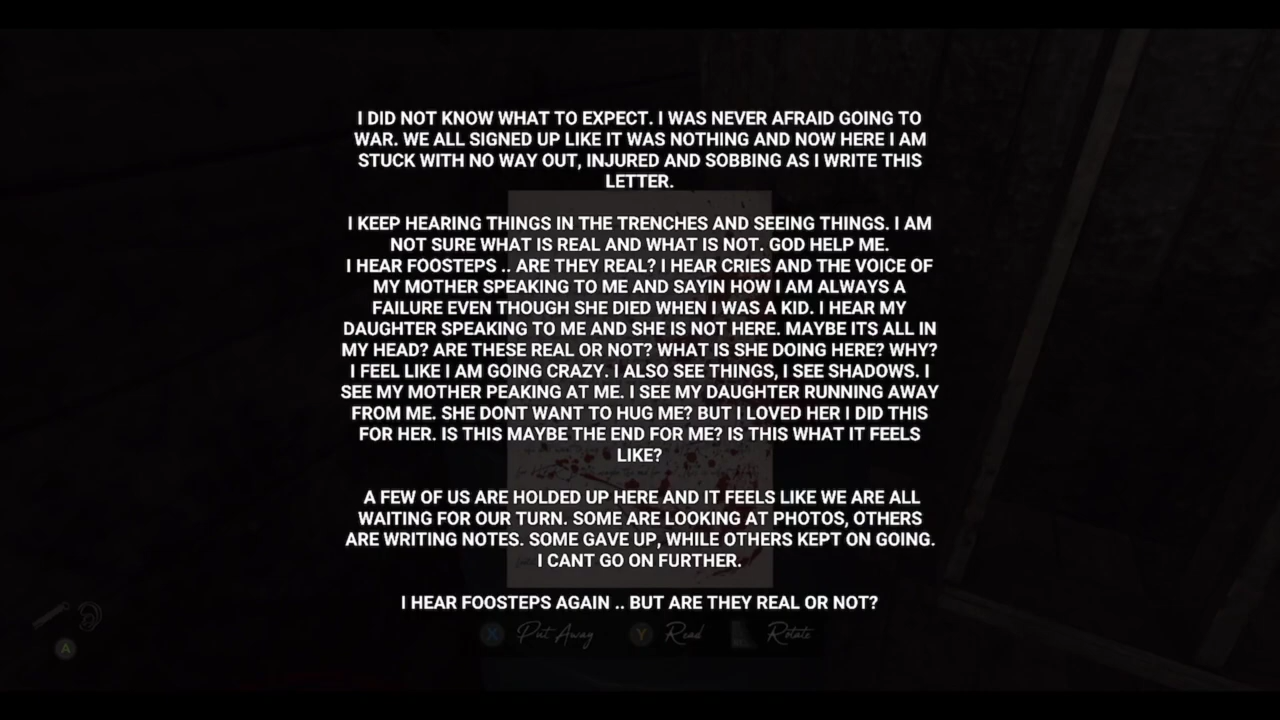 I DID NOT KNOW WHAT TO EXPECT. I WAS NEVER AFRAID GOING TO
WAR. WE ALL SIGNED UP LIKE IT WAS NOTHING AND NOW HERE I AM
STUCK WITH NO WAY OUT, INJURED AND SOBBING AS I WRITE THIS
LETTER.
I KEEP HEARING THINGS IN THE TRENCHES AND SEEING THINGS. I AM
NOT SURE WHAT IS REAL AND WHAT IS NOT. GOD HELP ME.
I HEAR FOOSTEPS .. ARE THEY REAL? I HEAR CRIES AND THE VOICE OF
MY MOTHER SPEAKING TO ME AND SAYIN HOW I AM ALWAYS A
FAILURE EVEN THOUGH SHE DIED WHEN I WAS A KID. I HEAR MY
DAUGHTER SPEAKING TO ME AND SHE IS NOT HERE. MAYBE ITS ALL IN
MY HEAD? ARE THESE REAL OR NOT? WHAT IS SHE DOING HERE? WHY?
I FEEL LIKE I AM GOING CRAZY. I ALSO SEE THINGS, I SEE SHADOWS. I
SEE MY MOTHER PEAKING AT ME. I SEE MY DAUGHTER RUNNING AWAY
FROM ME. SHE DONT WANT TO HUG ME? BUT I LOVED HER I DID THIS
FOR HER. IS THIS MAYBE THE END FOR ME? IS THIS WHAT IT FEELS
LIKE?
A FEW OF US ARE HOLDED UP HERE AND IT FEELS LIKE WE ARE ALL
WAITING FOR OUR TURN. SOME ARE LOOKING AT PHOTOS, OTHERS
ARE WRITING NOTES. SOME GAVE UP, WHILE OTHERS KEPT ON GOING.
I CANT GO ON FURTHER.
I HEAR FOOSTEPS AGAIN .. BUT ARE THEY REAL OR NOT?
X Put Away Y Read Rotate
A